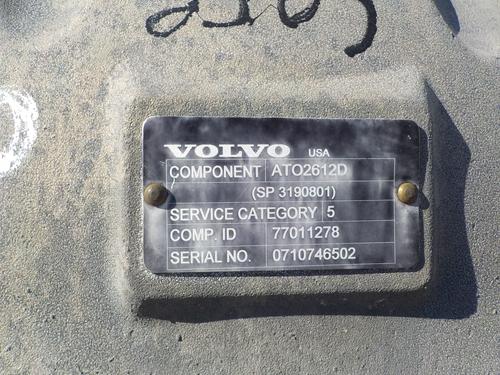 VOLVO USA
COMPONENT ATO2612D
(SP 3190801)
SERVICE CATEGORY 5
COMP. ID 77011278
SERIAL NO. 0710746502